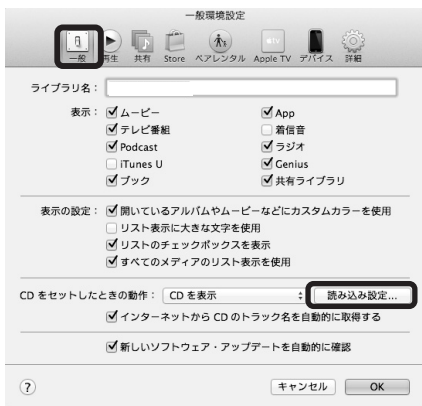 一般環境設定
一般 再生 共有 Store ペアレンタル Apple TV デバイス 詳細
ライブラリ名：
表示： ムービー App
テレビ番組 着信音
Podcast ラジオ
iTunes U Genius
ブック 共有ライブラリ
表示の設定： 開いているアルバムやムービーなどにカスタムカラーを使用
リスト表示に大きな文字を使用
リストのチェックボックスを表示
すべてのメディアのリスト表示を使用
CD をセットしたときの動作： CD を表示 読み込み設定...
インターネットから CD のトラック名を自動的に取得する
新しいソフトウェア・アップデートを自動的に確認
? キャンセル OK